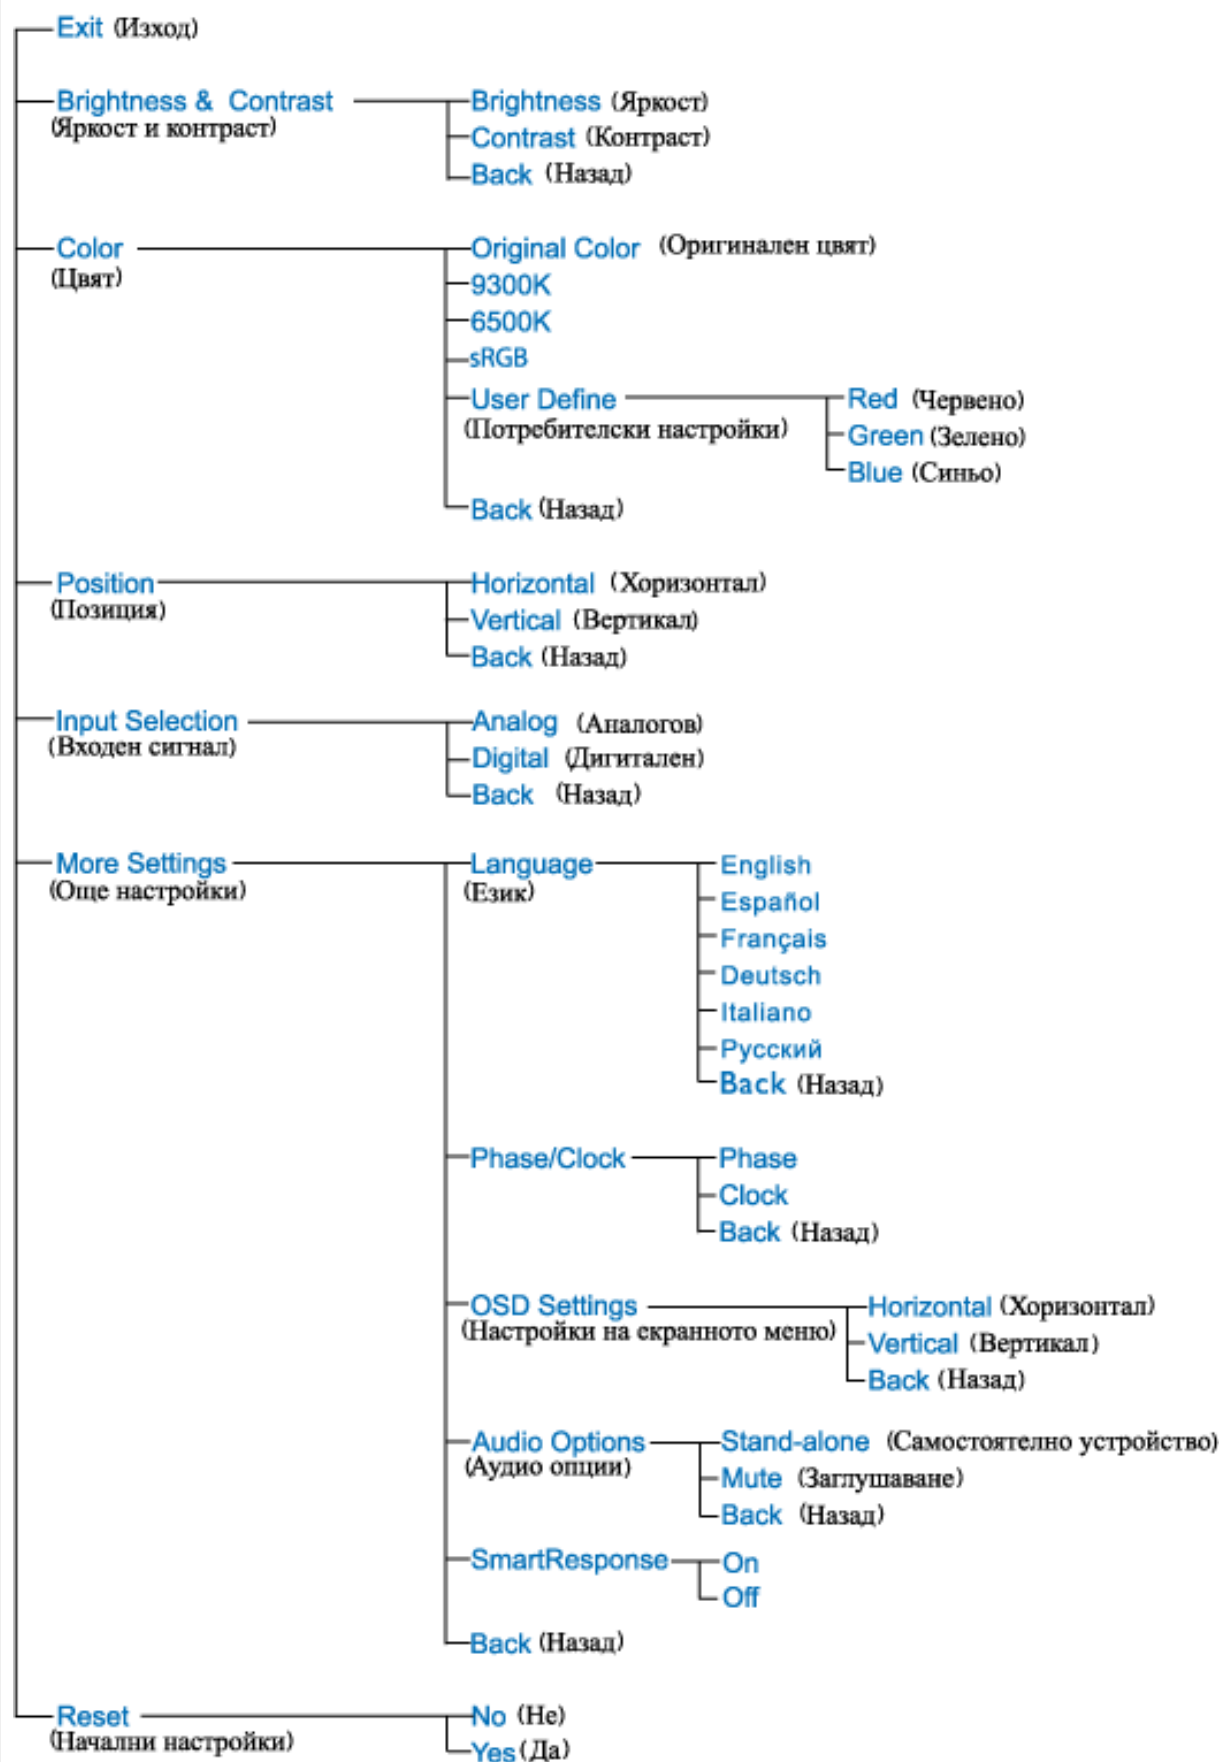 Exit (Изход)
Brightness & Contrast
(Яркост и контраст)
Brightness (Яркост)
Contrast (Контраст)
Back (Назад)
Color
(Цвят)
Original Color (Оригинален цвят)
9300K
6500K
sRGB
User Define
(Потребителски настройки)
Red (Червено)
Green (Зелено)
Blue (Синьо)
Back (Назад)
Position
(Позиция)
Horizontal (Хоризонтал)
Vertical (Вертикал)
Back (Назад)
Input Selection
(Входен сигнал)
Analog (Аналогов)
Digital (Дигитален)
Back (Назад)
More Settings
(Още настройки)
Language
(Език)
English
Español
Français
Deutsch
Italiano
Русский
Back (Назад)
Phase/Clock
Phase
Clock
Back (Назад)
OSD Settings
(Настройки на екранното меню)
Horizontal (Хоризонтал)
Vertical (Вертикал)
Back (Назад)
Audio Options
(Аудио опции)
Stand-alone (Самостоятелно устройство)
Mute (Заглушаване)
Back (Назад)
SmartResponse
On
Off
Back (Назад)
Reset
(Начални настройки)
No (Не)
Yes (Да)